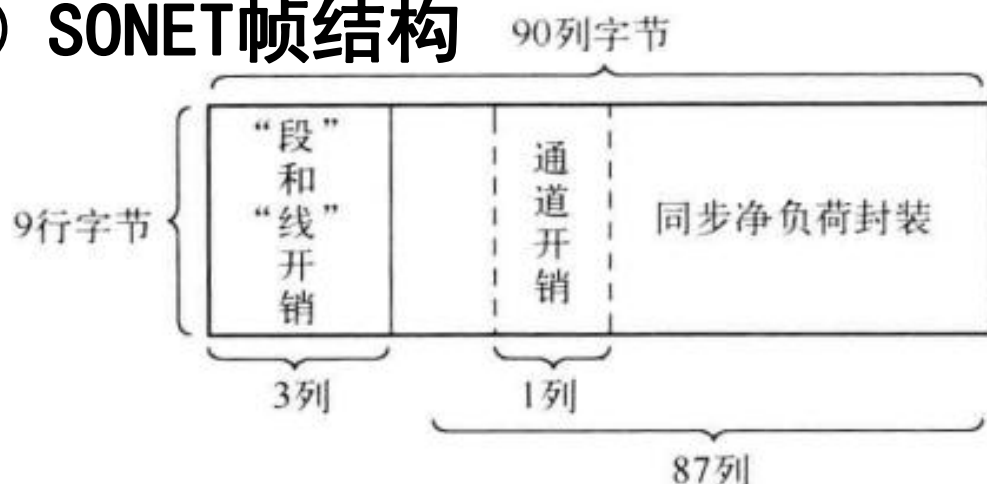 ) SONET帧结构
90列字节
9行字节
“段”
和
“线”
开
销
通
道
开
销
同步净负荷封装
3列
1列
87列